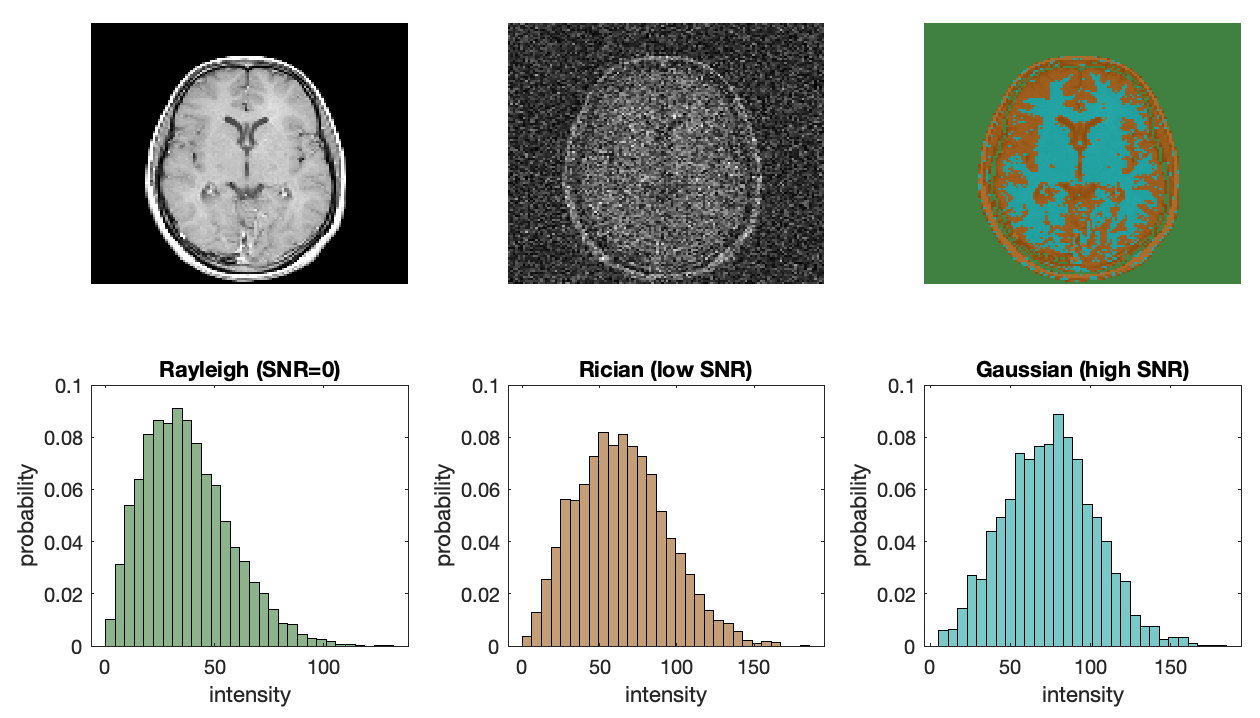 Rayleigh (SNR=0)
0.1
0.08
0.06
0.04
0.02
0
probability
0 50 100
intensity
Rician (low SNR)
0.1
0.08
0.06
0.04
0.02
0
probability
0 50 100 150
intensity
Gaussian (high SNR)
0.1
0.08
0.06
0.04
0.02
0
probability
0 50 100 150
intensity